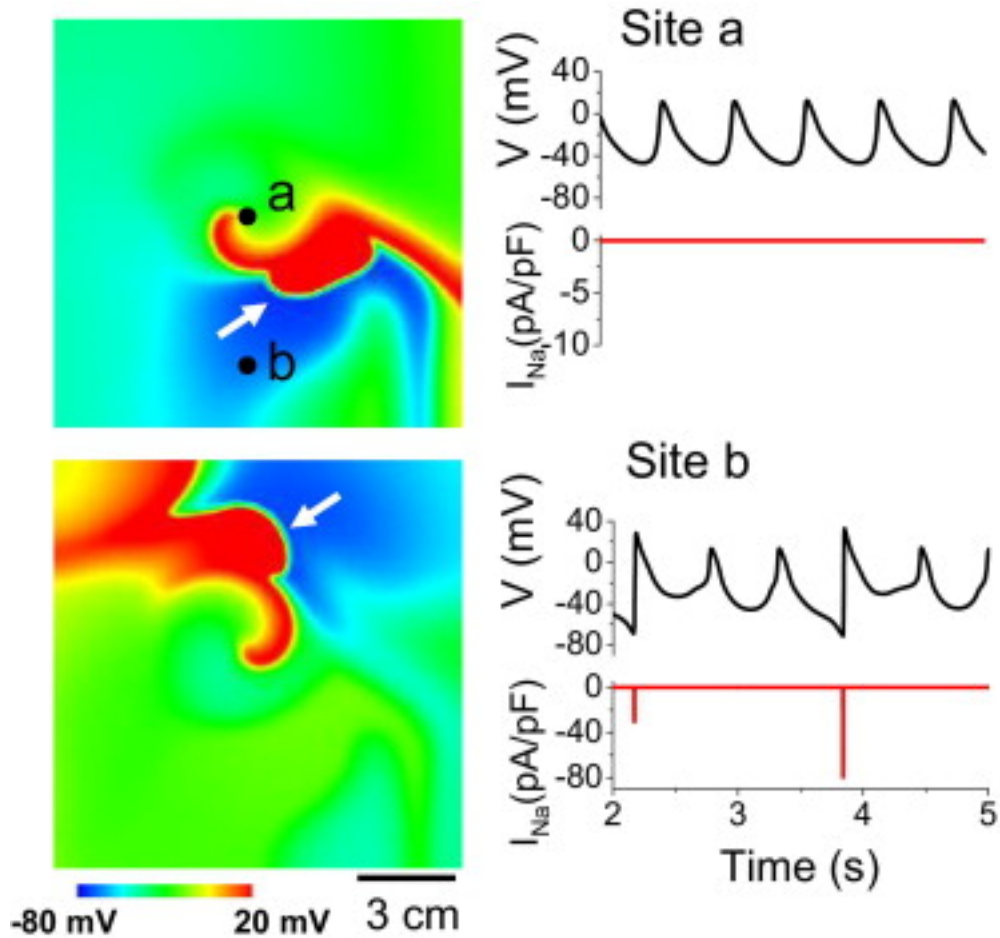 a
b
-80 mV 20 mV
3 cm
Site a
V (mV)
40
0
-40
-80
I_Na,(pA/pF)
0
-5
-10
Site b
V (mV)
40
0
-40
-80
I_Na(pA/pF)
0
-40
-80
2 3 4 5
Time (s)